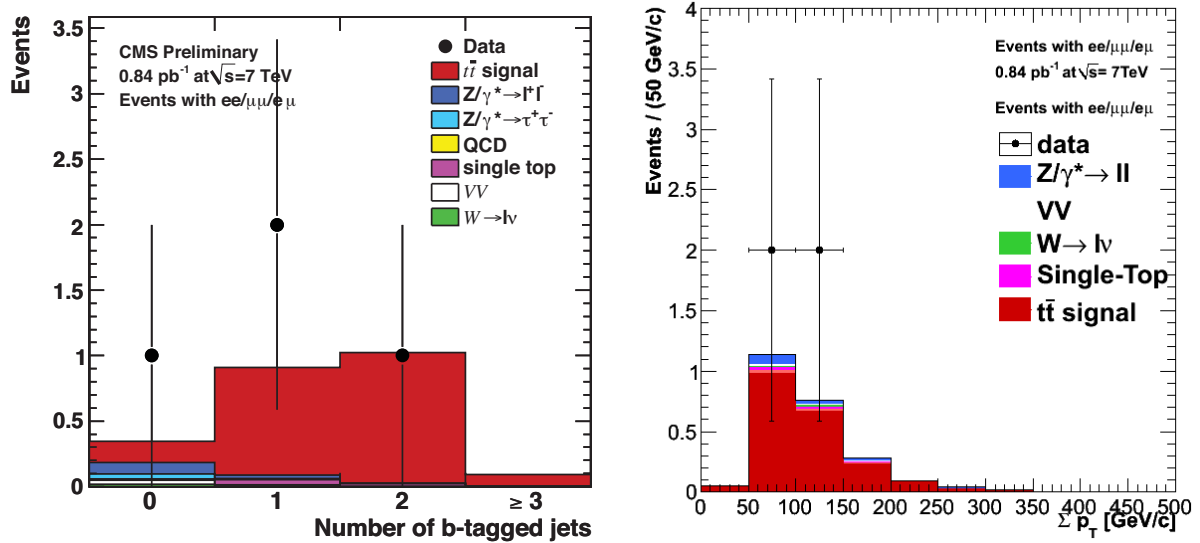 Events
3.5
3
2.5
2
1.5
1
0.5
0
CMS Preliminary
0.84 pb⁻¹ at √s=7 TeV
Events with ee/μμ/eμ
Data
tt̄ signal
Z/γ*→l⁺l⁻
Z/γ*→τ⁺τ⁻
QCD
single top
VV
W→lν
0 1 2 ≥ 3
Number of b-tagged jets
Events / (50 GeV/c)
4
3.5
3
2.5
2
1.5
1
0.5
0
Events with ee/μμ/eμ
0.84 pb⁻¹ at √s= 7TeV
Events with ee/μμ/eμ
data
Z/γ*→ ll
VV
W→ lν
Single-Top
tt̄ signal
0 50 100 150 200 250 300 350 400 450 500
Σ p_T [GeV/c]